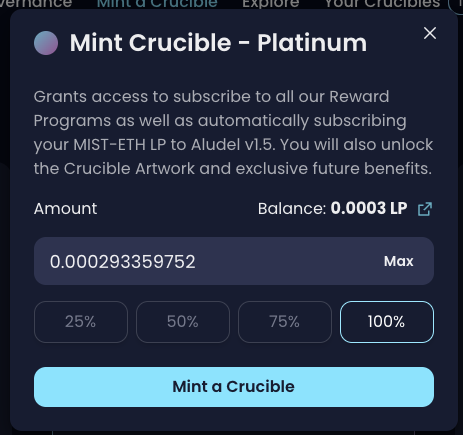 vernance Mint a Crucible Explore Your Crucibles
Mint Crucible - Platinum
Grants access to subscribe to all our Reward
Programs as well as automatically subscribing
your MIST-ETH LP to Aludel v1.5. You will also unlock
the Crucible Artwork and exclusive future benefits.
Amount Balance: 0.0003 LP
0.000293359752 Max
25% 50% 75% 100%
Mint a Crucible